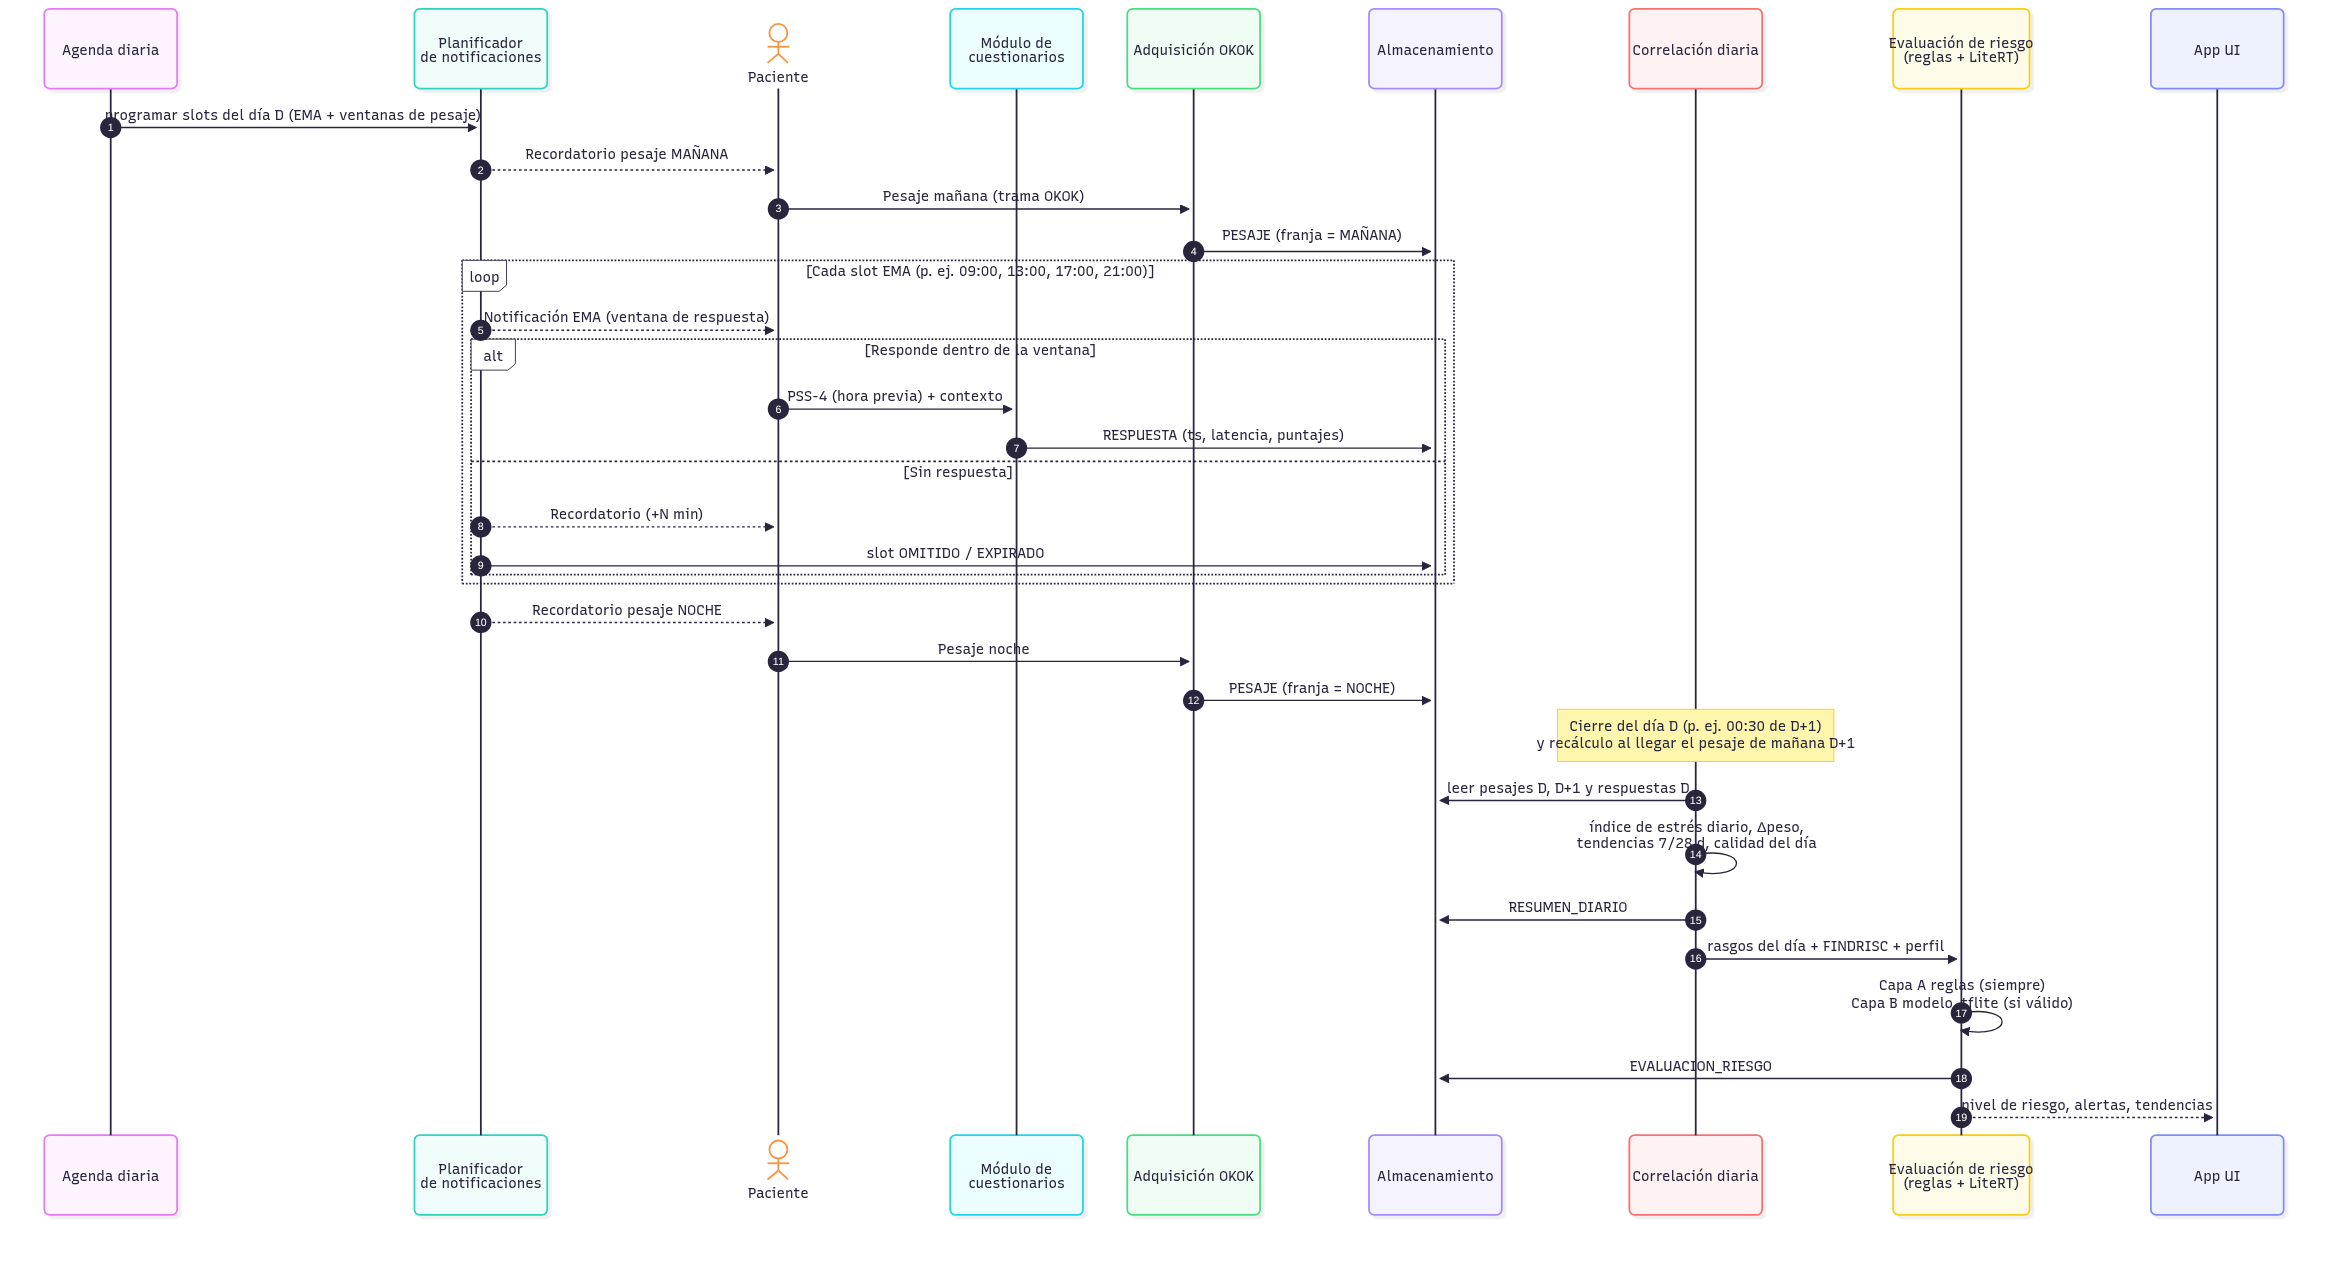 Agenda diaria
Planificador
de notificaciones
Paciente
Módulo de
cuestionarios
Adquisición OKOK
Almacenamiento
Correlación diaria
Evaluación de riesgo
(reglas + LiteRT)
App UI
programar slots del día D (EMA + ventanas de pesaje)
1
Recordatorio pesaje MAÑANA
2
Pesaje mañana (trama OKOK)
3
PESAJE (franja = MAÑANA)
4
loop
[Cada slot EMA (p. ej. 09:00, 13:00, 17:00, 21:00)]
Notificación EMA (ventana de respuesta)
5
alt
[Responde dentro de la ventana]
PSS-4 (hora previa) + contexto
6
RESPUESTA (ts, latencia, puntajes)
7
[Sin respuesta]
Recordatorio (+N min)
8
slot OMITIDO / EXPIRADO
9
Recordatorio pesaje NOCHE
10
Pesaje noche
11
PESAJE (franja = NOCHE)
12
Cierre del día D (p. ej. 00:30 de D+1)
y recálculo al llegar el pesaje de mañana D+1
leer pesajes D, D+1 y respuestas D
13
índice de estrés diario, Δpeso,
tendencias 7/28 d, calidad del día
14
RESUMEN_DIARIO
15
rasgos del día + FINDRISC + perfil
16
Capa A reglas (siempre)
Capa B modelo .tflite (si válido)
17
EVALUACION_RIESGO
18
nivel de riesgo, alertas, tendencias
19
Agenda diaria
Planificador
de notificaciones
Paciente
Módulo de
cuestionarios
Adquisición OKOK
Almacenamiento
Correlación diaria
Evaluación de riesgo
(reglas + LiteRT)
App UI